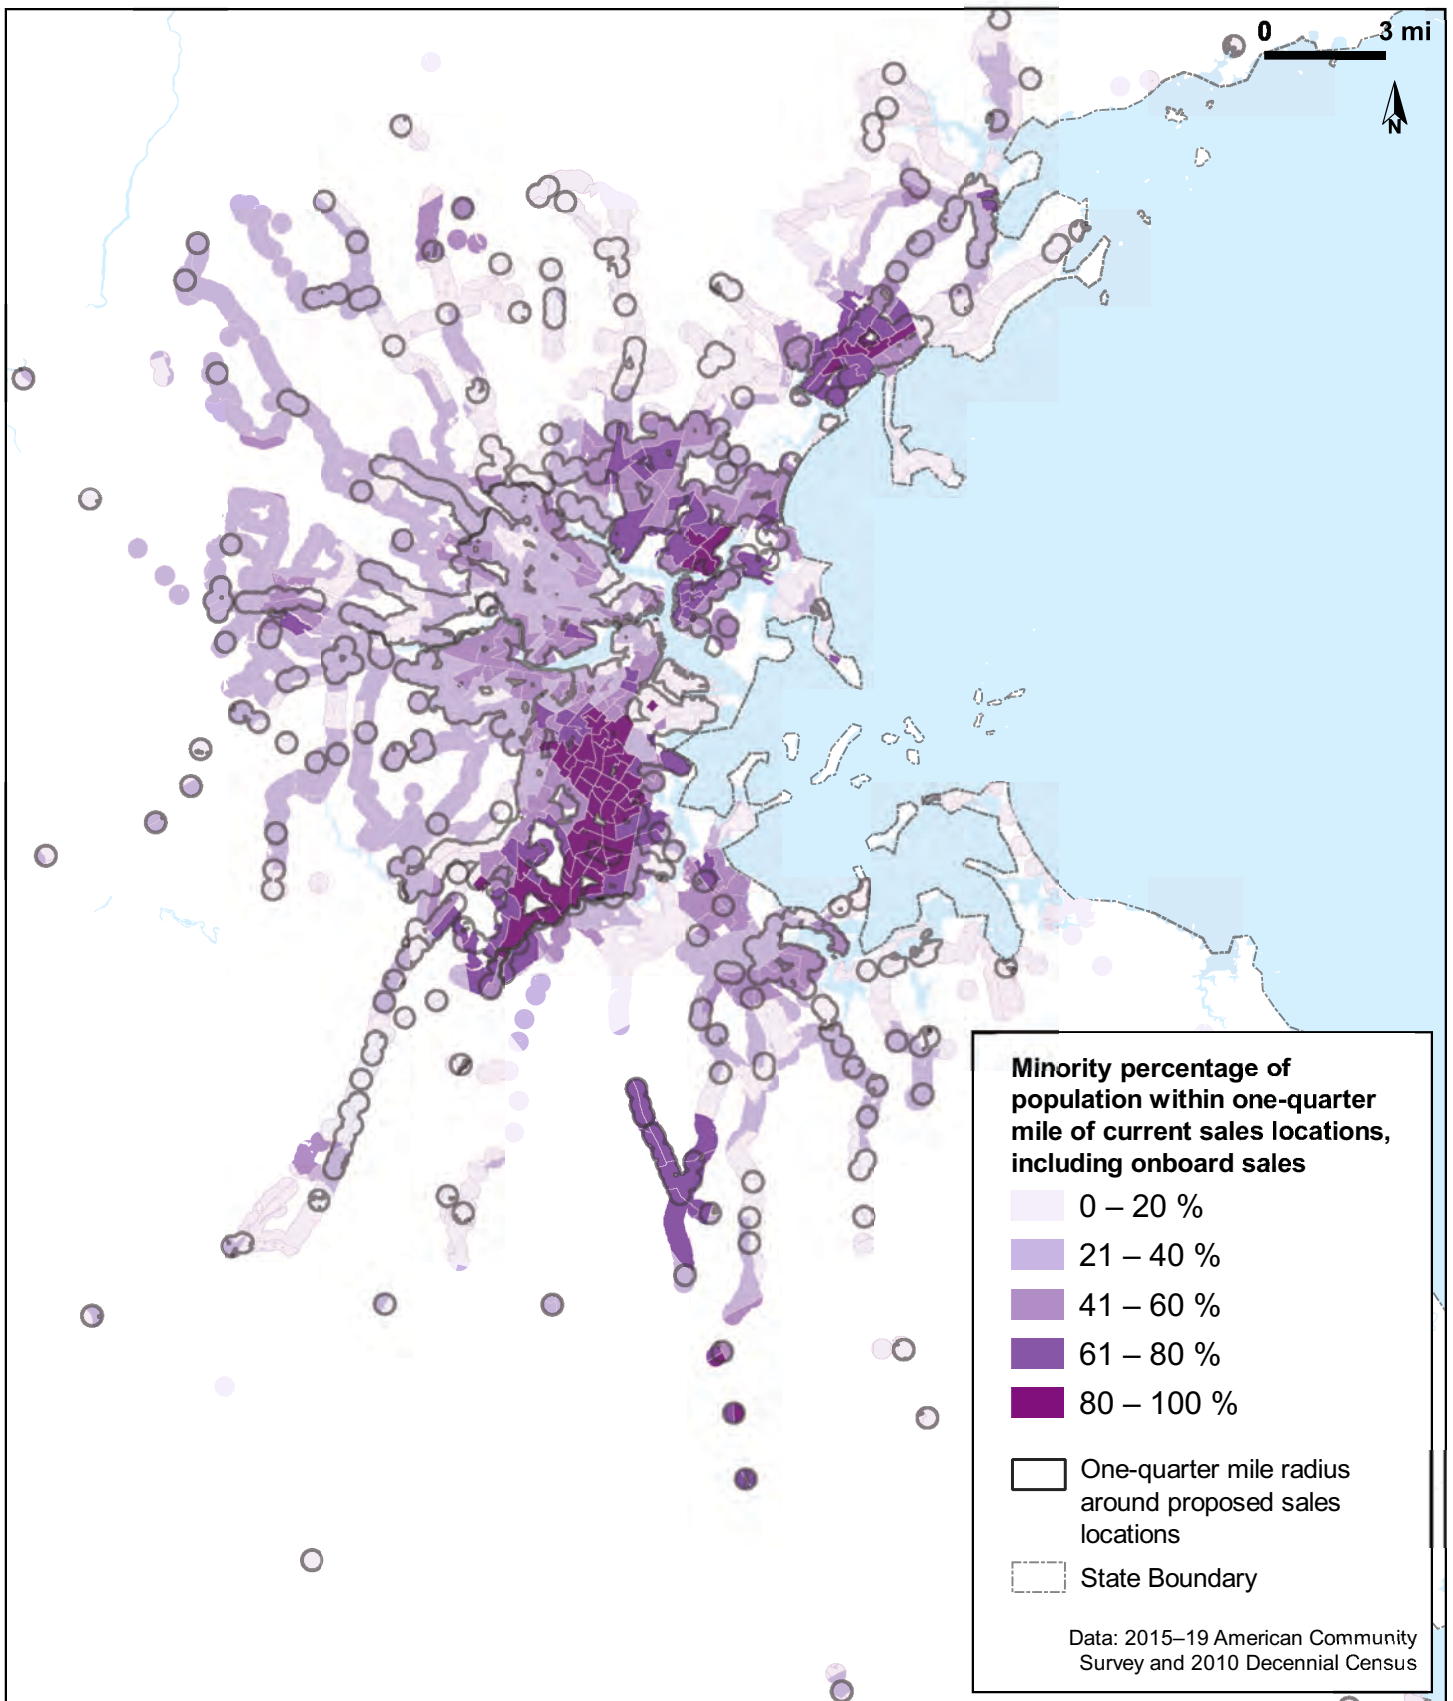 0 3 mi
N
Minority percentage of
population within one-quarter
mile of current sales locations,
including onboard sales
0 – 20 %
21 – 40 %
41 – 60 %
61 – 80 %
80 – 100 %
One-quarter mile radius
around proposed sales
locations
State Boundary
Data: 2015–19 American Community
Survey and 2010 Decennial Census